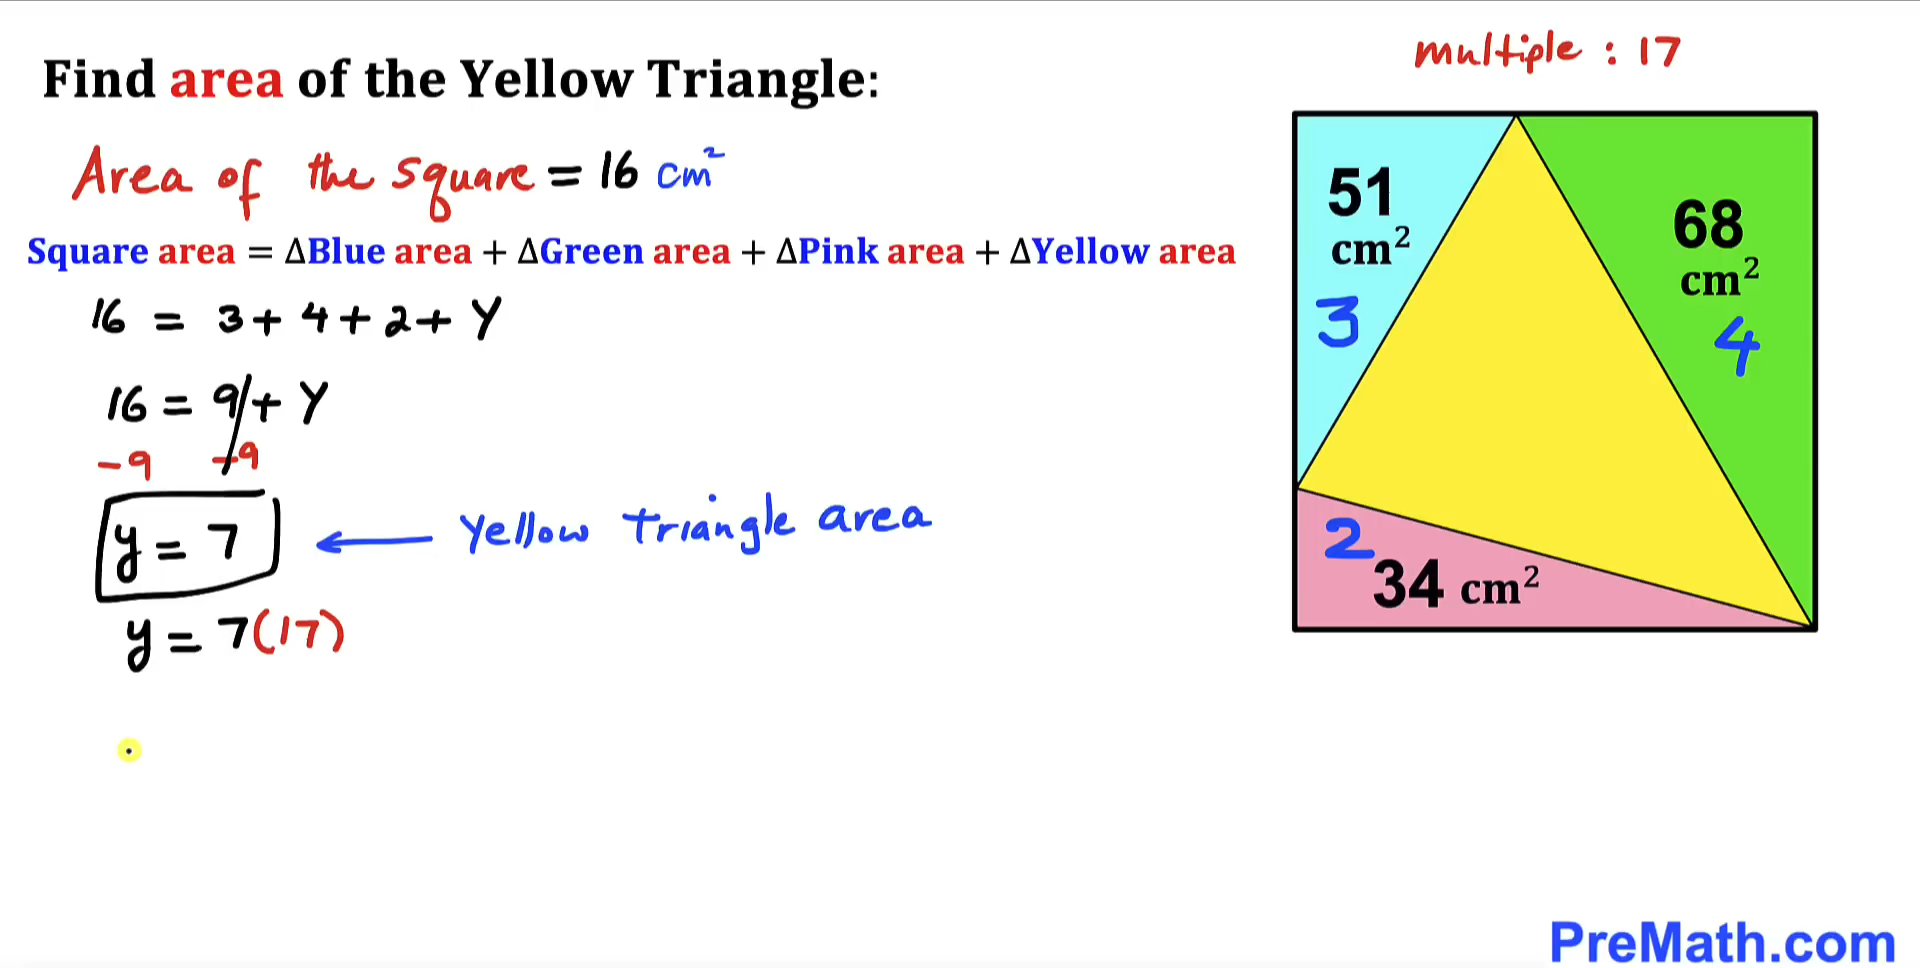 multiple : 17
Find area of the Yellow Triangle:
Area of the square = 16 cm²
Square area = ΔBlue area + ΔGreen area + ΔPink area + ΔYellow area
16 = 3 + 4 + 2 + Y
16 = 9 + Y
-9 -9
y = 7 ← Yellow triangle area
y = 7(17)
51
cm²
3
68
cm²
4
2
34 cm²
PreMath.com